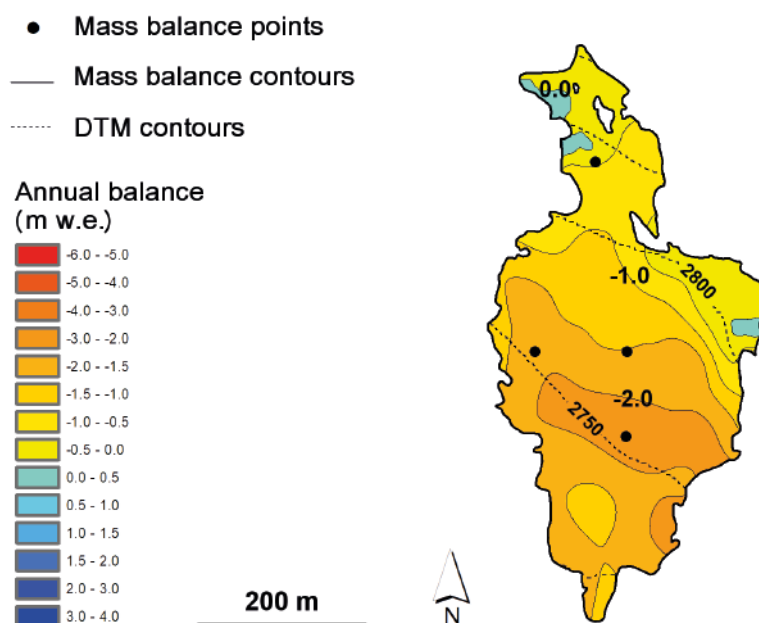 Mass balance points
Mass balance contours
DTM contours
Annual balance
(m w.e.)
-6.0 - -5.0
-5.0 - -4.0
-4.0 - -3.0
-3.0 - -2.0
-2.0 - -1.5
-1.5 - -1.0
-1.0 - -0.5
-0.5 - 0.0
0.0 - 0.5
0.5 - 1.0
1.0 - 1.5
1.5 - 2.0
2.0 - 3.0
3.0 - 4.0
200 m
N
0.0
-1.0
2800
-2.0
2750